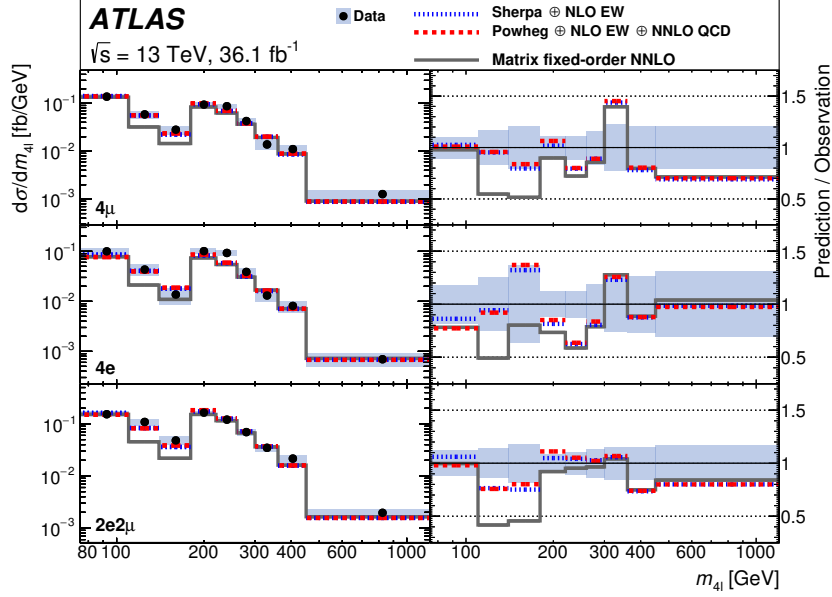 ATLAS
√s = 13 TeV, 36.1 fb⁻¹
Data
Sherpa ⊕ NLO EW
Powheg ⊕ NLO EW ⊕ NNLO QCD
Matrix fixed-order NNLO
dσ/dm₄ₗ [fb/GeV]
10⁻¹
10⁻²
10⁻³
4μ
1.5
1
0.5
Prediction / Observation
10⁻¹
10⁻²
10⁻³
4e
1.5
1
0.5
10⁻¹
10⁻²
10⁻³
2e2μ
1.5
1
0.5
80 100 200 300 400 1000
80 100 200 300 400 1000
m₄ₗ [GeV]